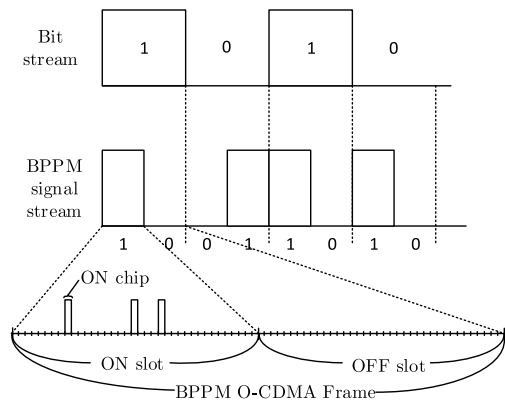 Bit
stream
1 0 1 0
BPPM
signal
stream
1 0 0 1 1 0 1 0
ON chip
ON slot
OFF slot
BPPM O-CDMA Frame